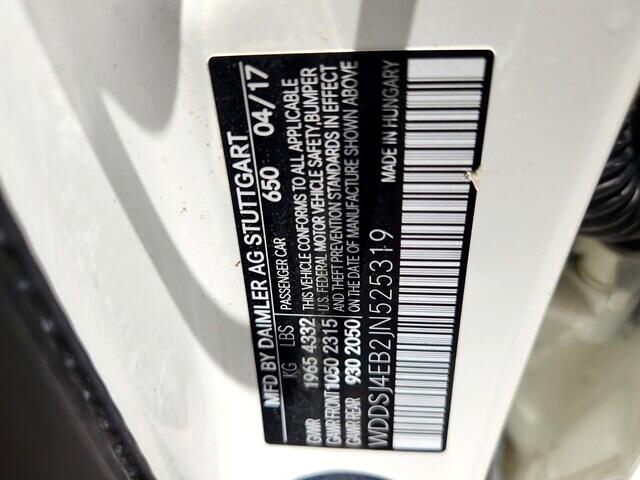 MFD BY DAIMLER AG STUTTGART
650 04/17
KG LBS PASSENGER CAR
GVWR 1965 4332 THIS VEHICLE CONFORMS TO ALL APPLICABLE
GAWR FRONT 1050 2315 U.S. FEDERAL MOTOR VEHICLE SAFETY, BUMPER
GAWR REAR 930 2050 AND THEFT PREVENTION STANDARDS IN EFFECT
ON THE DATE OF MANUFACTURE SHOWN ABOVE
WDDSJ4EB2JN525319 MADE IN HUNGARY